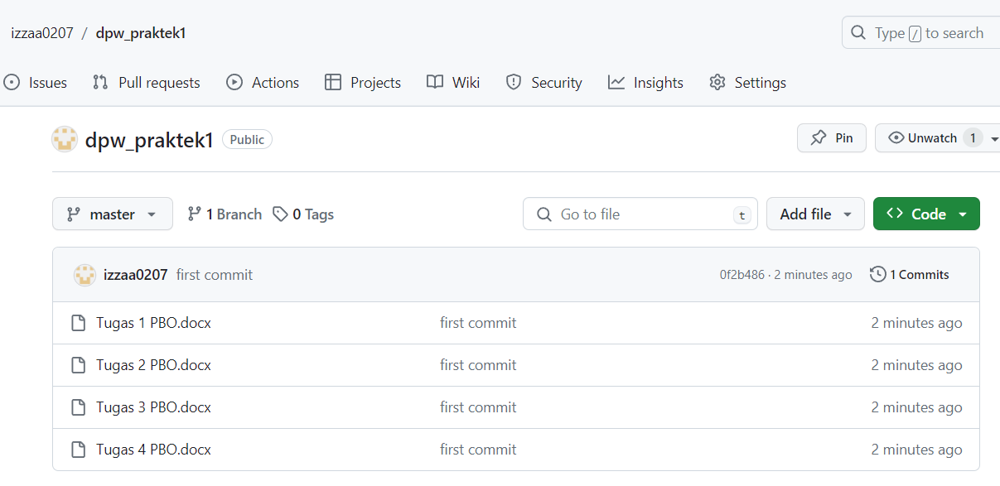 izzaa0207 / dpw_praktek1
Type / to search
Issues Pull requests Actions Projects Wiki Security Insights Settings
dpw_praktek1 Public
Pin Unwatch 1
master 1 Branch 0 Tags
Go to file t Add file <> Code
izzaa0207 first commit 0f2b486 · 2 minutes ago 1 Commits
Tugas 1 PBO.docx first commit 2 minutes ago
Tugas 2 PBO.docx first commit 2 minutes ago
Tugas 3 PBO.docx first commit 2 minutes ago
Tugas 4 PBO.docx first commit 2 minutes ago